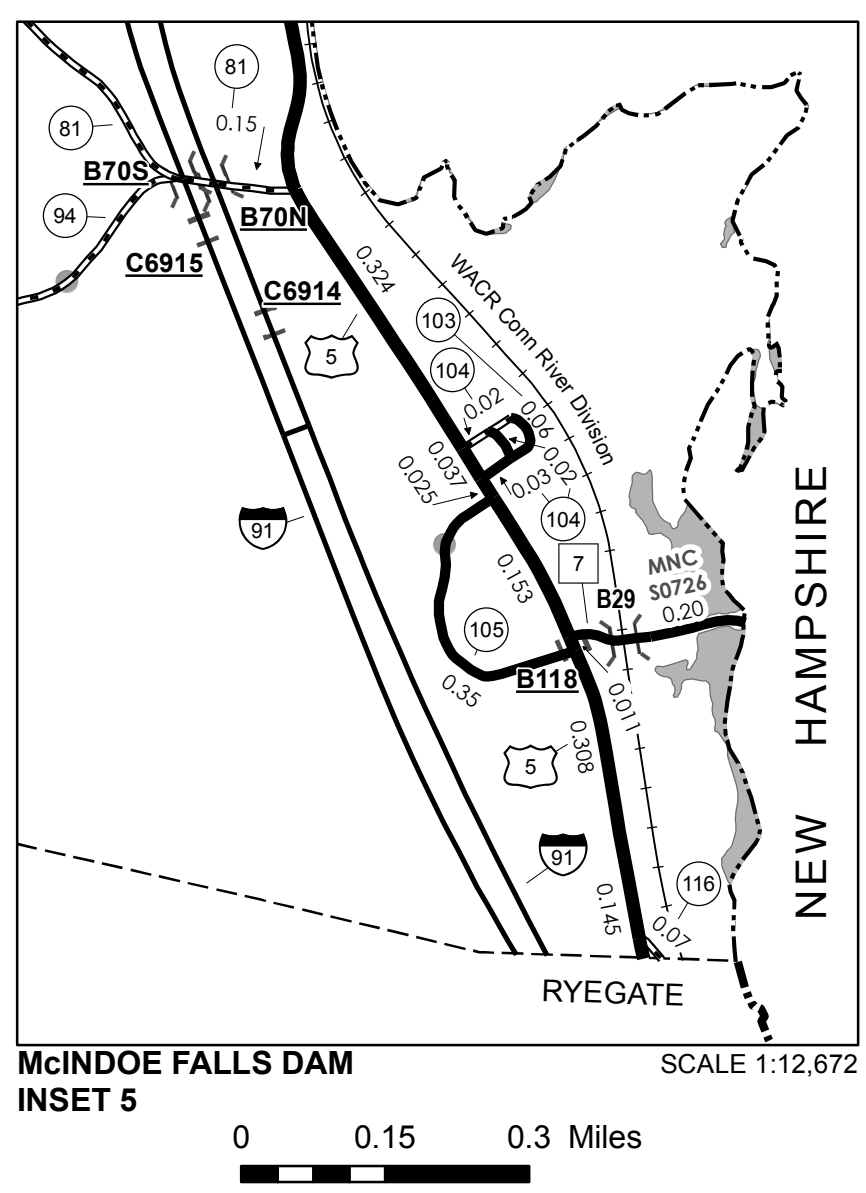 81
0.15
81
B70S
94
B70N
C6915
C6914
0.324
5
WACR Conn River Division
103
104
0.02
0.06
0.037
0.025
0.02
0.03
104
91
0.153
7
MNC
S0726
B29
0.20
105
B118
0.35
0.011
5
0.308
91
116
0.145
0.07
NEW HAMPSHIRE
RYEGATE
McINDOE FALLS DAM
INSET 5
SCALE 1:12,672
0 0.15 0.3 Miles